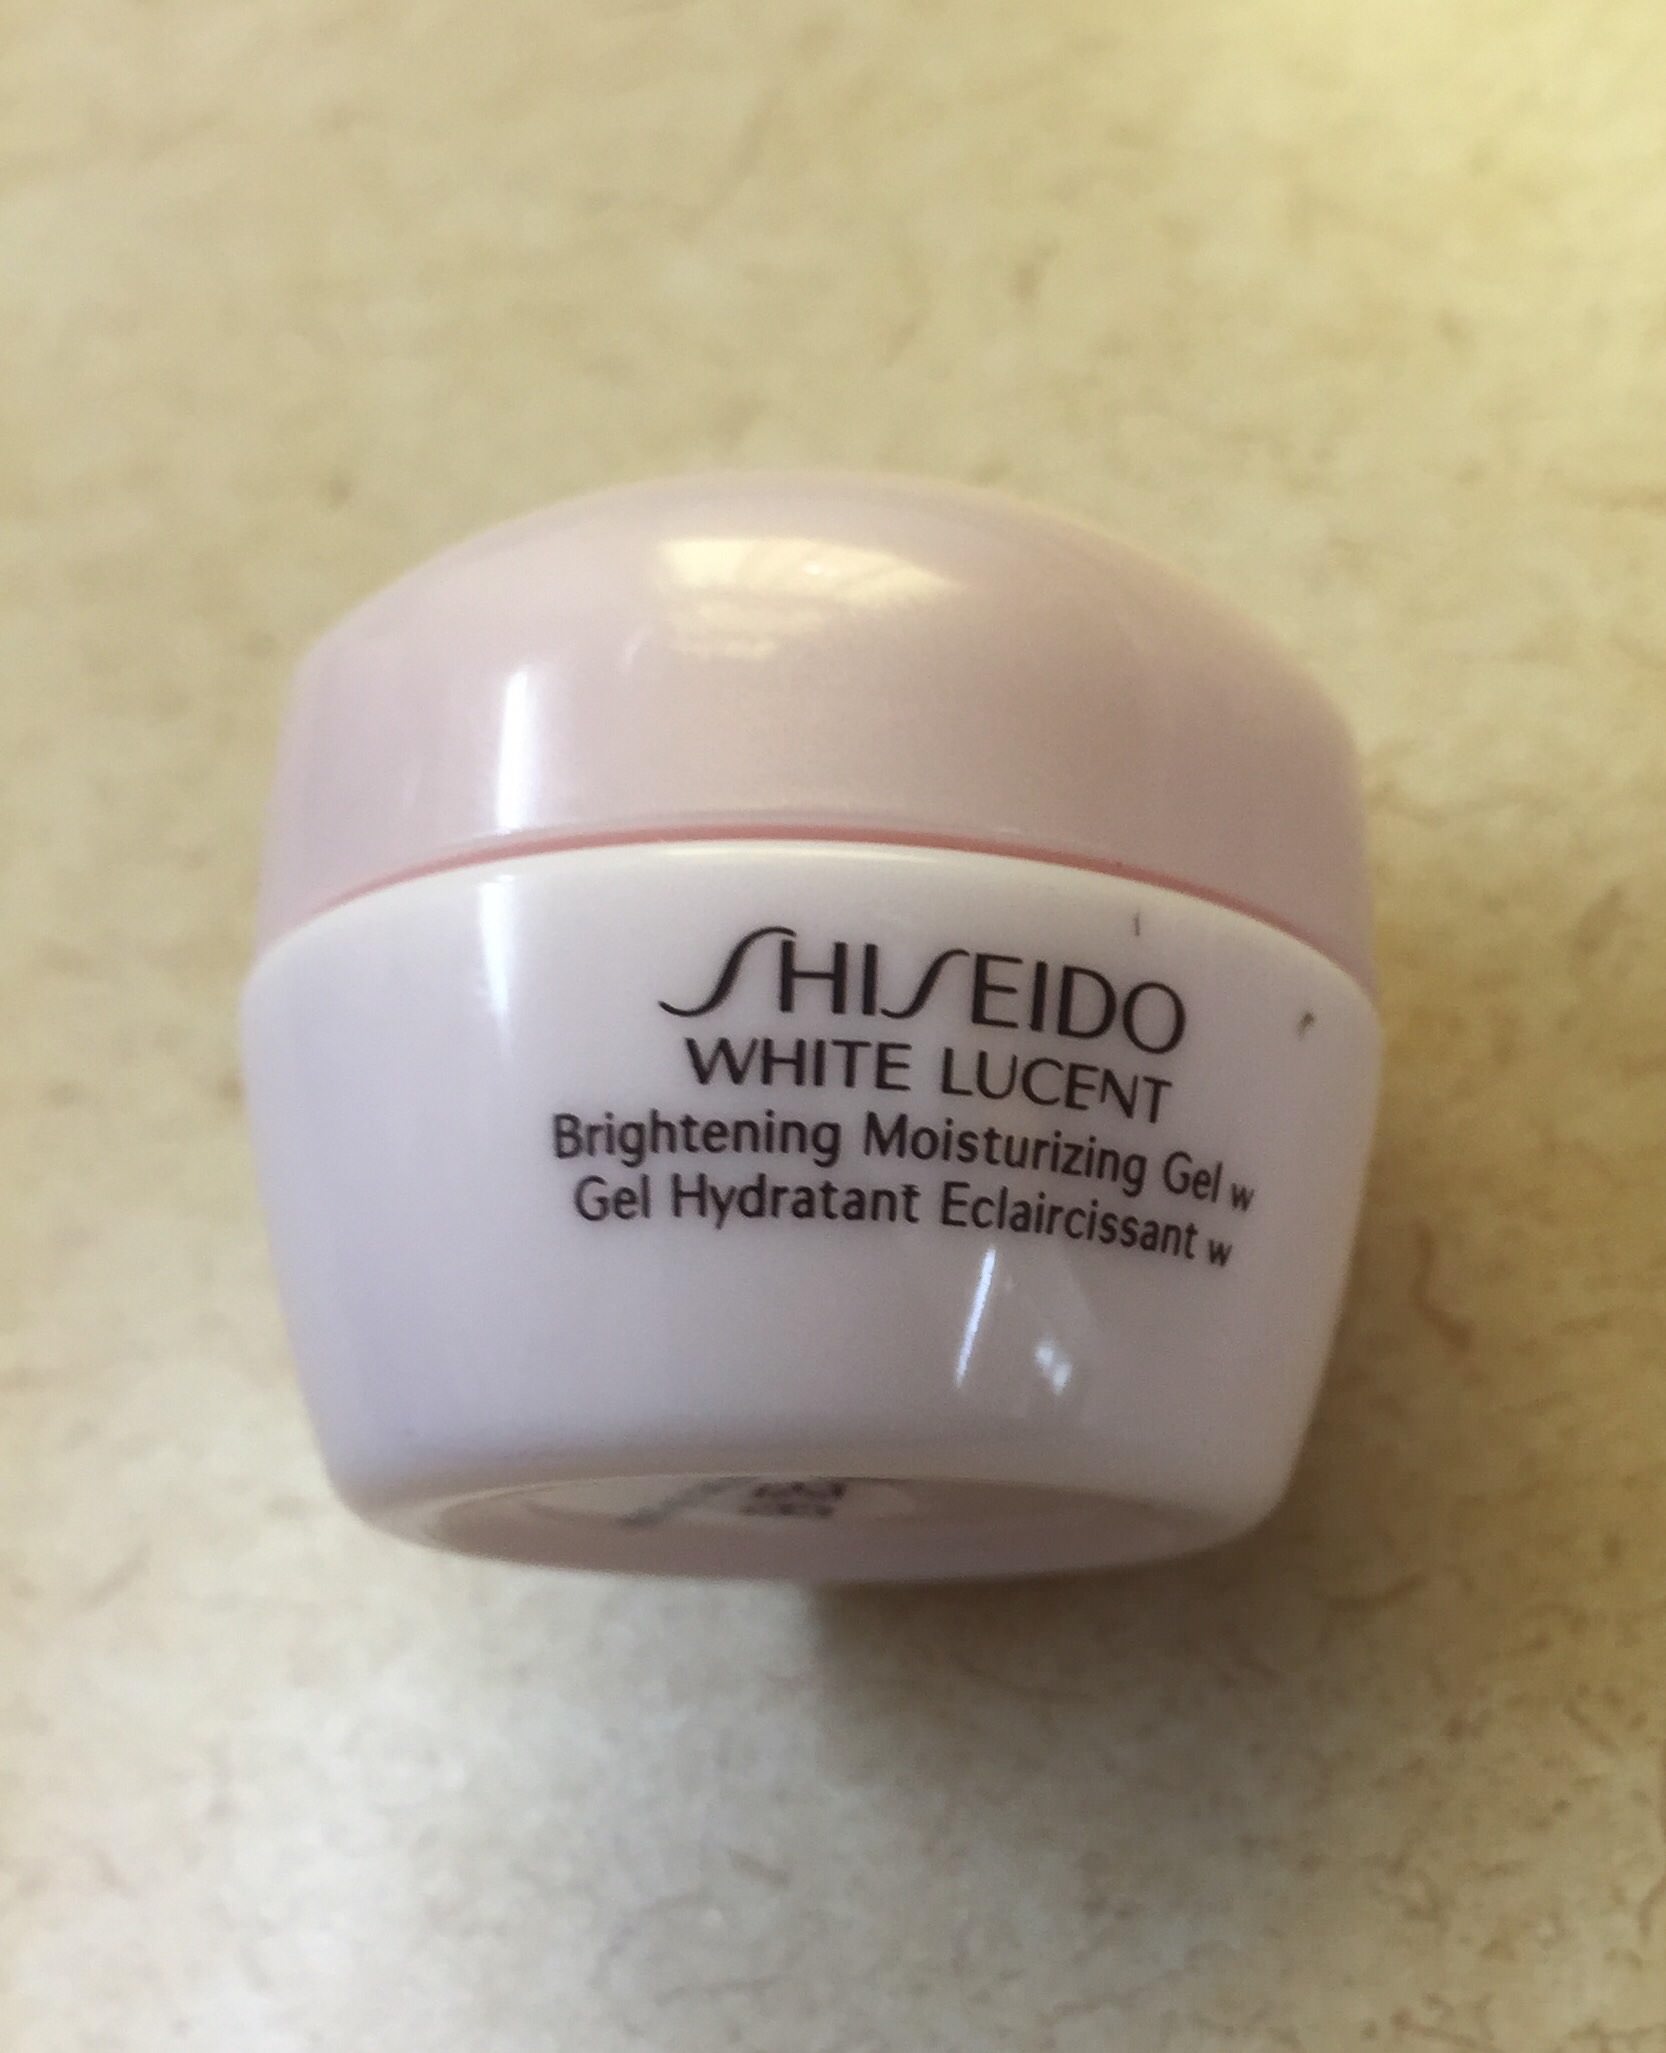 SHISEIDO
WHITE LUCENT
Brightening Moisturizing Gel w
Gel Hydratant Eclaircissant w